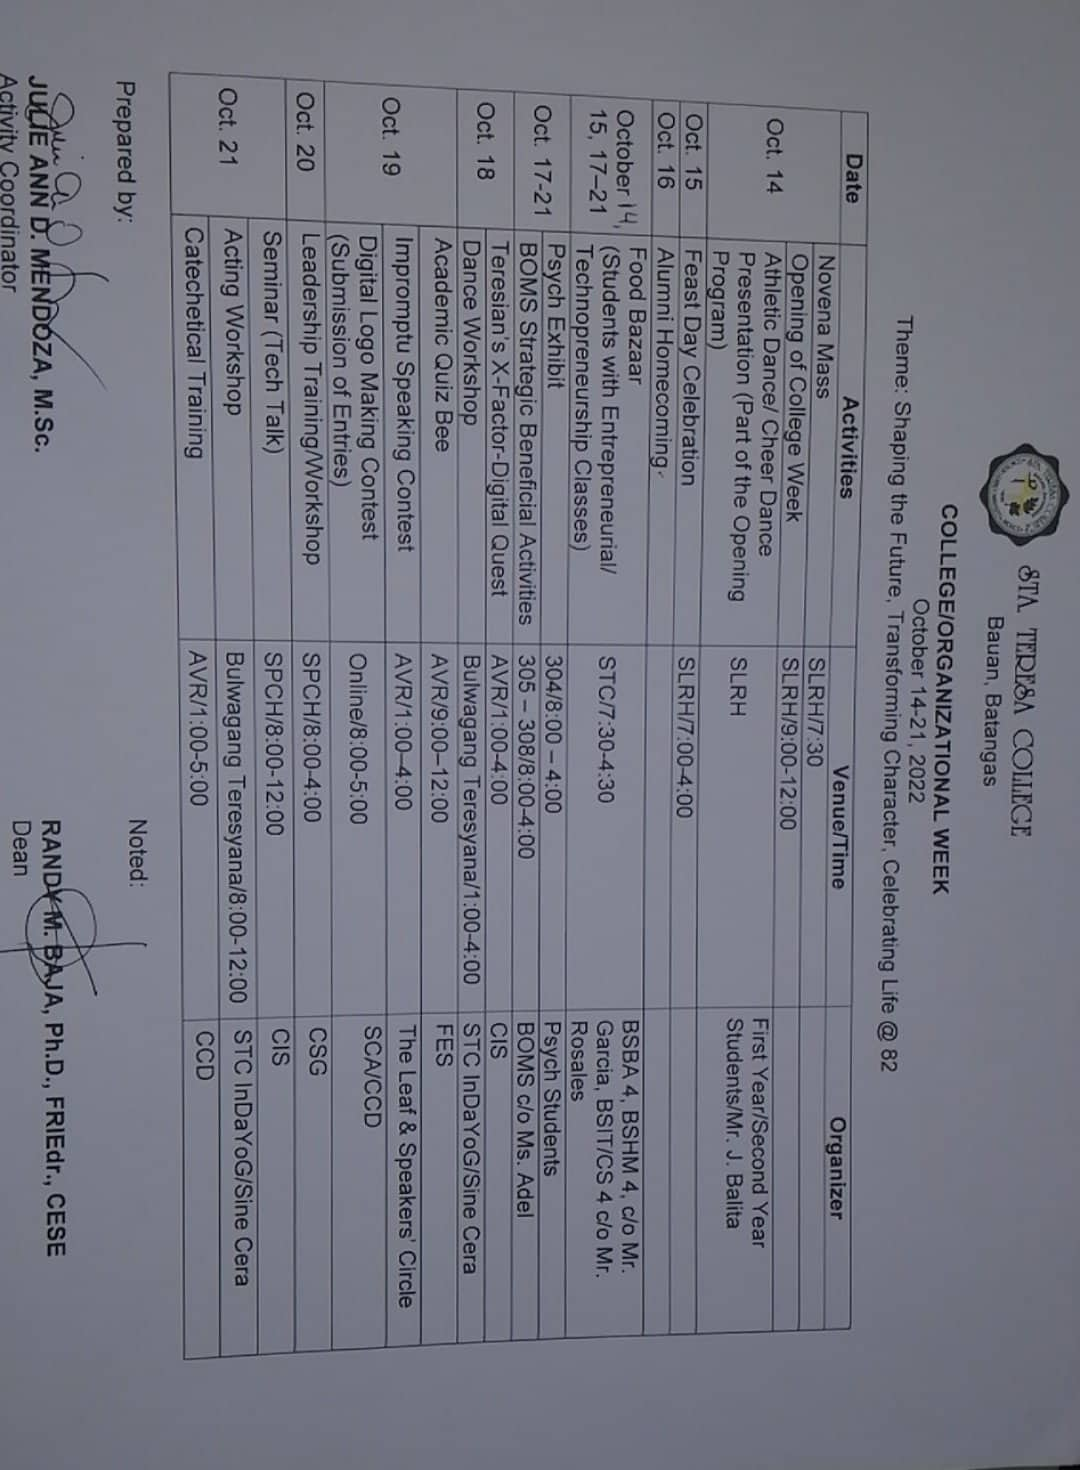 STA. TERESA COLLEGE
Bauan, Batangas
COLLEGE/ORGANIZATIONAL WEEK
October 14-21, 2022
Theme: Shaping the Future, Transforming Character, Celebrating Life @ 82
Date Activities Venue/Time Organizer
Oct. 14
Novena Mass SLRH/7:30
Opening of College Week SLRH/9:00-12:00
Athletic Dance/ Cheer Dance
Presentation (Part of the Opening
Program)
SLRH
First Year/Second Year
Students/Mr. J. Balita
Oct. 15 Feast Day Celebration SLRH/7:00-4:00
Oct. 16 Alumni Homecoming
October 14,
15, 17–21
Food Bazaar
(Students with Entrepreneurial/
Technopreneurship Classes)
STC/7:30-4:30
BSBA 4, BSHM 4, c/o Mr.
Garcia, BSIT/CS 4 c/o Mr.
Rosales
Oct. 17-21
Psych Exhibit 304/8:00 – 4:00 Psych Students
BOMS Strategic Beneficial Activities 305 – 308/8:00-4:00 BOMS c/o Ms. Adel
Oct. 18
Teresian's X-Factor-Digital Quest AVR/1:00-4:00 CIS
Dance Workshop Bulwagang Teresyana/1:00-4:00 STC InDaYoG/Sine Cera
Oct. 19
Academic Quiz Bee AVR/9:00–12:00 FES
Impromptu Speaking Contest AVR/1:00–4:00 The Leaf & Speakers' Circle
Digital Logo Making Contest
(Submission of Entries)
Online/8:00-5:00
SCA/CCD
Oct. 20 Leadership Training/Workshop SPCH/8:00-4:00 CSG
Oct. 21
Seminar (Tech Talk) SPCH/8:00-12:00 CIS
Acting Workshop Bulwagang Teresyana/8:00-12:00 STC InDaYoG/Sine Cera
Catechetical Training AVR/1:00-5:00 CCD
Prepared by:
JULIE ANN D. MENDOZA, M.Sc.
Activity Coordinator
Noted:
RANDY M. BAJA, Ph.D., FRIEdr., CESE
Dean